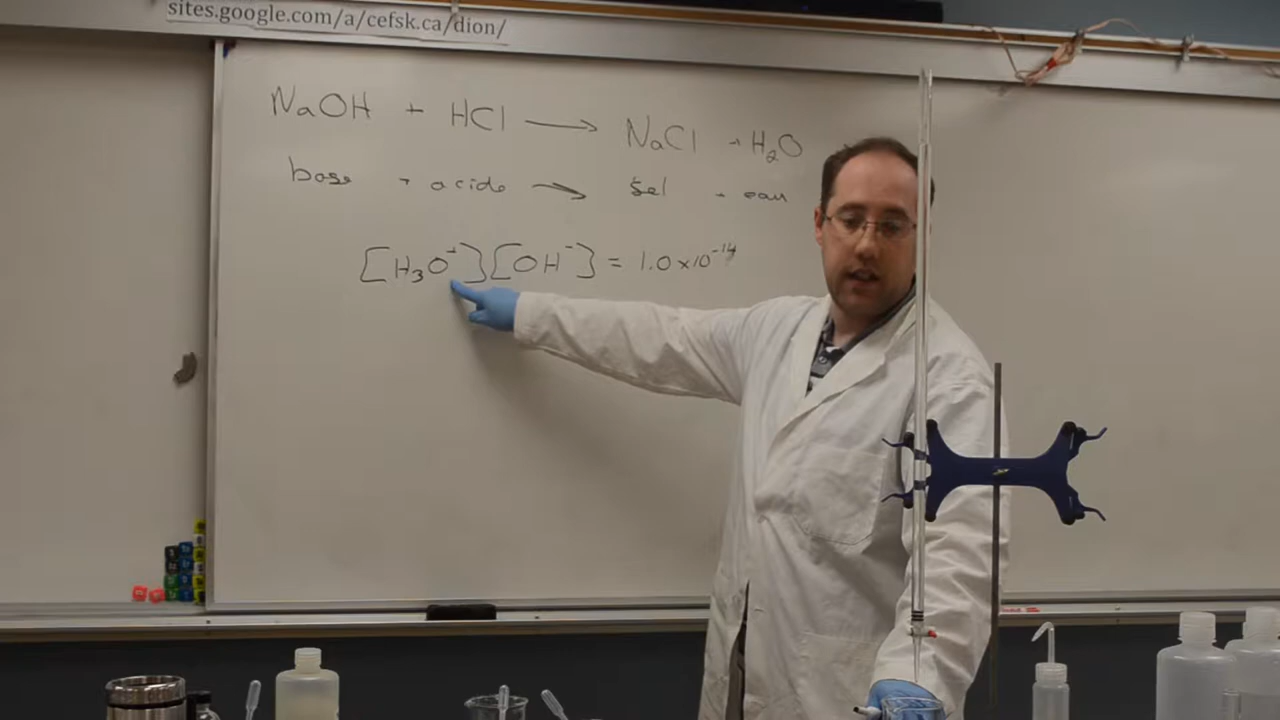 sites.google.com/a/cefsk.ca/dion/
NaOH + HCl → NaCl + H₂O
base + acide → sel + eau
[H₃O⁺][OH⁻] = 1.0 x 10⁻¹⁴